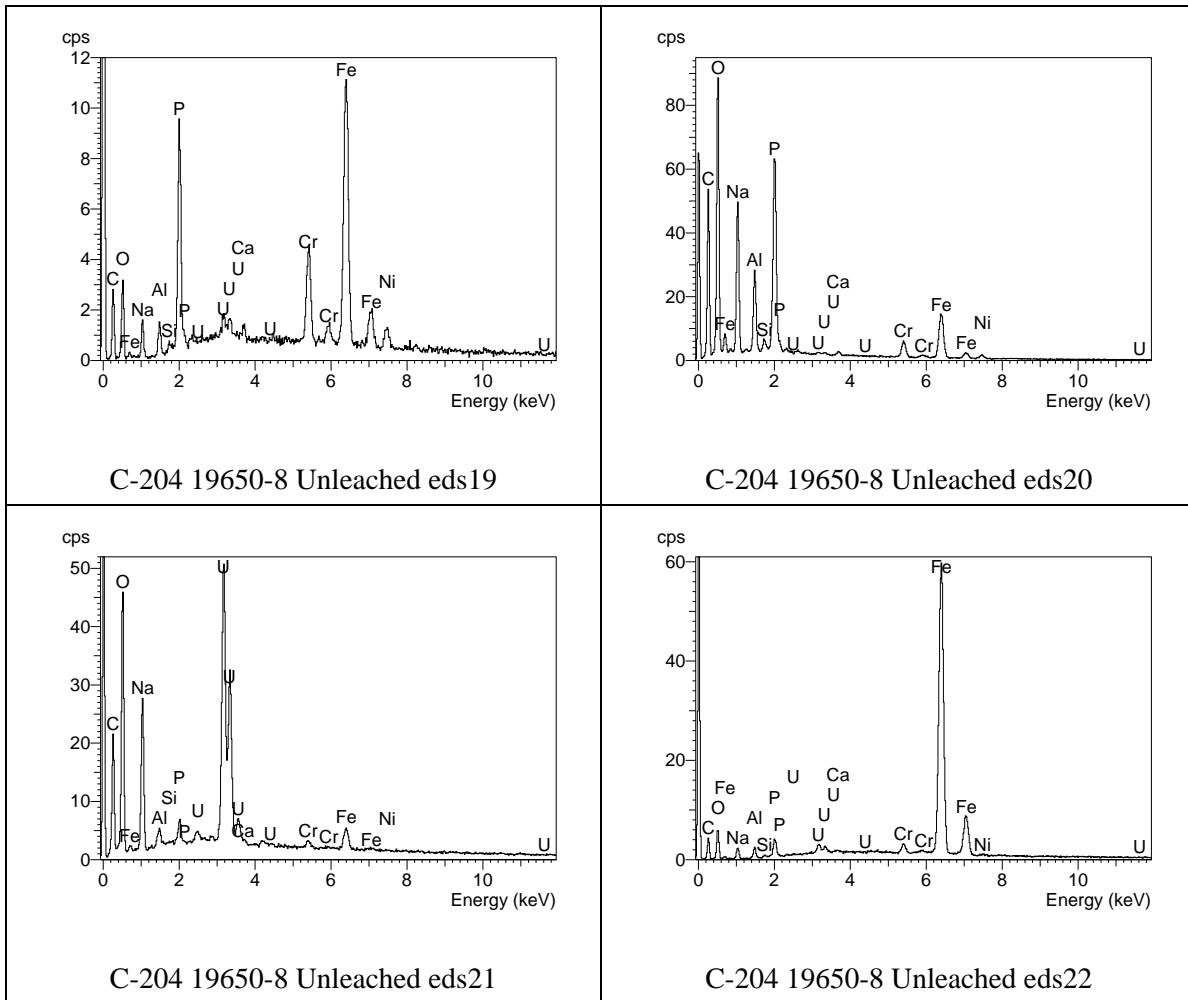 cps
12
10
8
6
4
2
0
Fe
P
Ca
U
Cr
O
C
U
Ni
Al
Na
P
Si
U
U
U
Fe
Cr
Fe
U
0 2 4 6 8 10
Energy (keV)
C-204 19650-8 Unleached eds19
cps
80
60
40
20
0
O
P
C
Na
Al
Ca
U
Fe
P
U
Ni
Fe
Si
U
U
U
Cr
Cr
Fe
U
0 2 4 6 8 10
Energy (keV)
C-204 19650-8 Unleached eds20
cps
50
40
30
20
10
0
U
O
U
Na
C
P
Si
U
U
Al
Fe
P
Ca
U
Cr
Cr
Fe
Ni
Fe
U
0 2 4 6 8 10
Energy (keV)
C-204 19650-8 Unleached eds21
cps
60
40
20
0
Fe
U
Ca
Fe
P
U
O
Fe
U
Al
P
C
Na
Si
U
U
Cr
Cr
Ni
U
0 2 4 6 8 10
Energy (keV)
C-204 19650-8 Unleached eds22